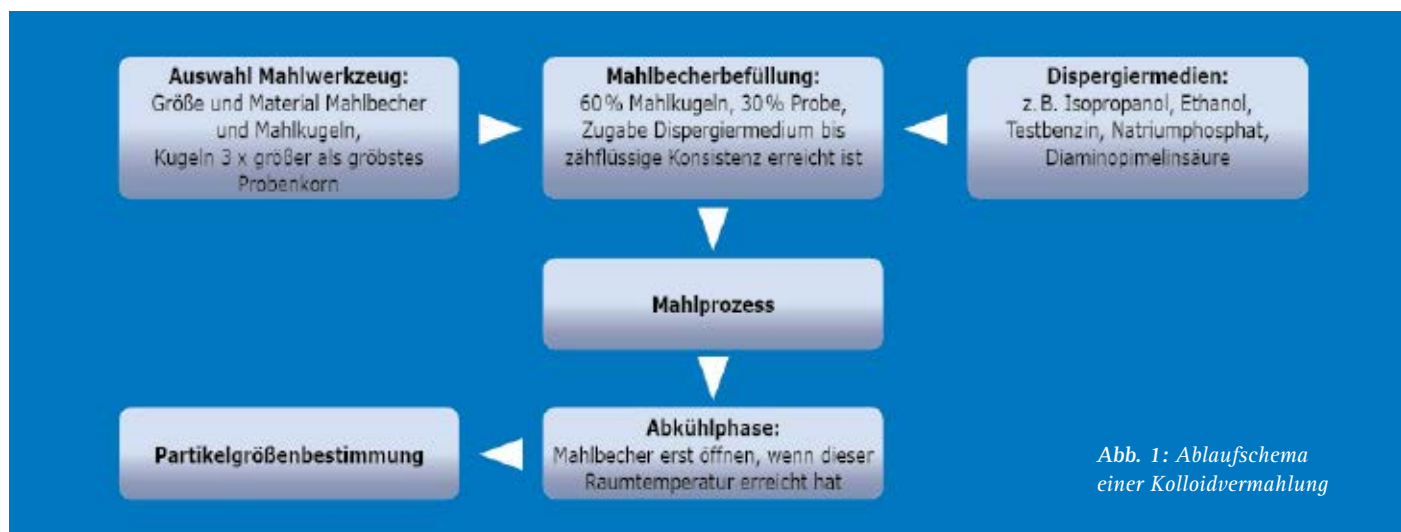 Auswahl Mahlwerkzeug:
Größe und Material Mahlbecher
und Mahlkugeln,
Kugeln 3 x größer als gröbstes
Probenkorn
Mahlbecherbefüllung:
60% Mahlkugeln, 30% Probe,
Zugabe Dispergiermedium bis
zähflüssige Konsistenz erreicht ist
Dispergiermedien:
z. B. Isopropanol, Ethanol,
Testbenzin, Natriumphosphat,
Diaminopimelinsäure
Mahlprozess
Abkühlphase:
Mahlbecher erst öffnen, wenn dieser
Raumtemperatur erreicht hat
Partikelgrößenbestimmung
Abb. 1: Ablaufschema
einer Kolloidvermahlung